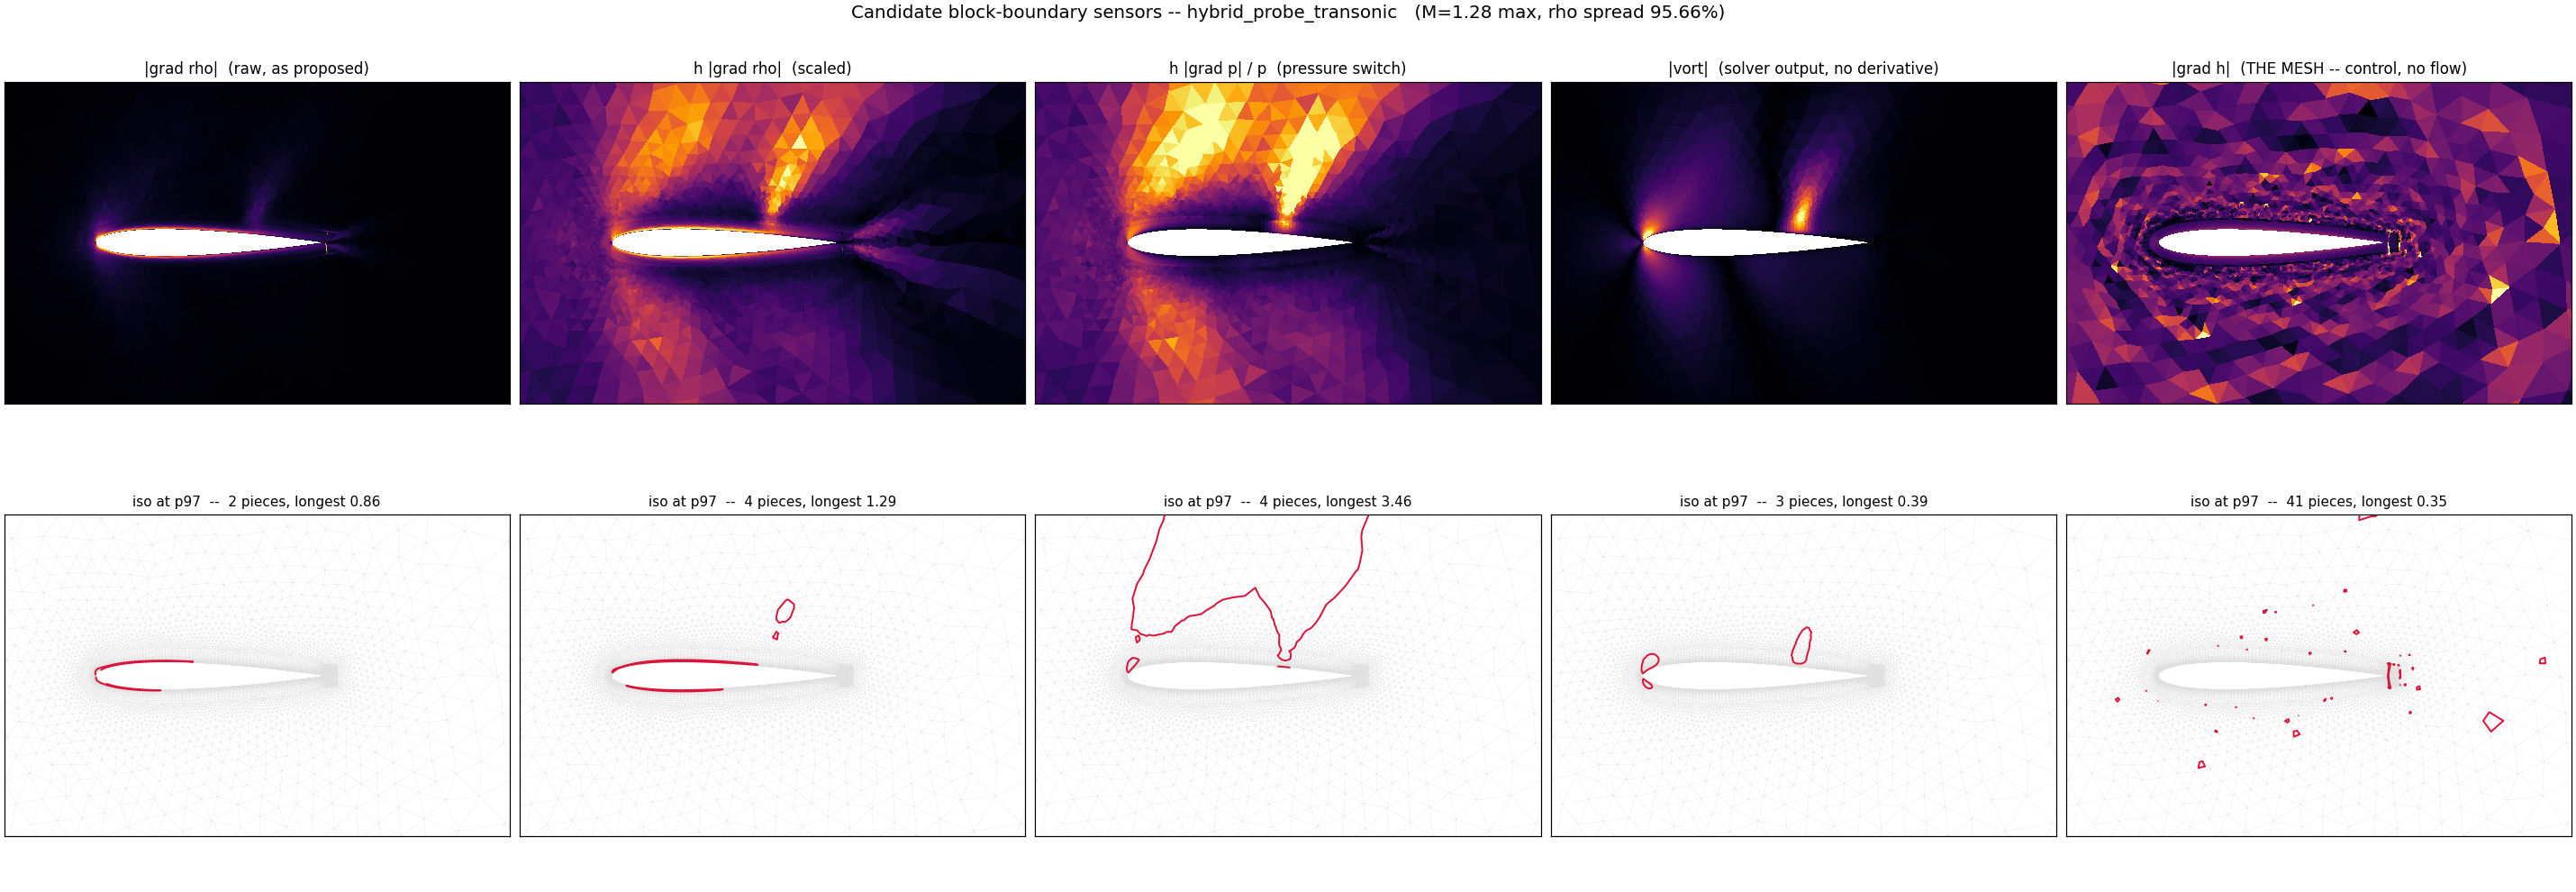 Candidate block-boundary sensors -- hybrid_probe_transonic   (M=1.28 max, rho spread 95.66%)
|grad rho|  (raw, as proposed)
h |grad rho|  (scaled)
h |grad p| / p  (pressure switch)
|vort|  (solver output, no derivative)
|grad h|  (THE MESH -- control, no flow)
iso at p97  --  2 pieces, longest 0.86
iso at p97  --  4 pieces, longest 1.29
iso at p97  --  4 pieces, longest 3.46
iso at p97  --  3 pieces, longest 0.39
iso at p97  --  41 pieces, longest 0.35